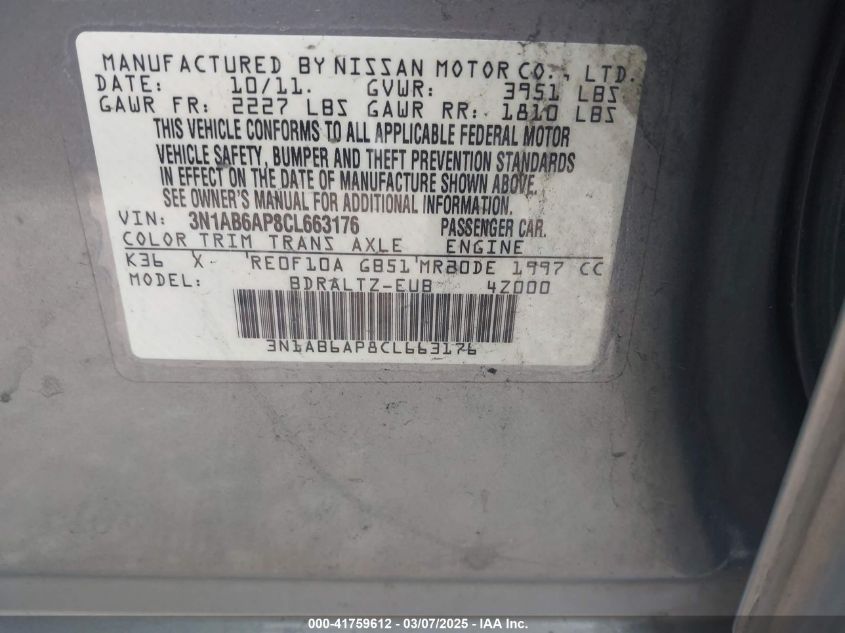 MANUFACTURED BY NISSAN MOTOR CO., LTD.
DATE: 10/11. GVWR: 3951 LBS
GAWR FR: 2227 LBS GAWR RR: 1810 LBS
THIS VEHICLE CONFORMS TO ALL APPLICABLE FEDERAL MOTOR
VEHICLE SAFETY, BUMPER AND THEFT PREVENTION STANDARDS
IN EFFECT ON THE DATE OF MANUFACTURE SHOWN ABOVE.
SEE OWNER'S MANUAL FOR ADDITIONAL INFORMATION.
VIN: 3N1AB6AP8CL663176 PASSENGER CAR.
COLOR TRIM TRANS AXLE ENGINE
K36 X RE0F10A GB51 MR20DE 1997 CC
MODEL: BDRALTZ-EUB 4Z000
3N1AB6AP8CL663176
000-41759612 - 03/07/2025 - IAA Inc.